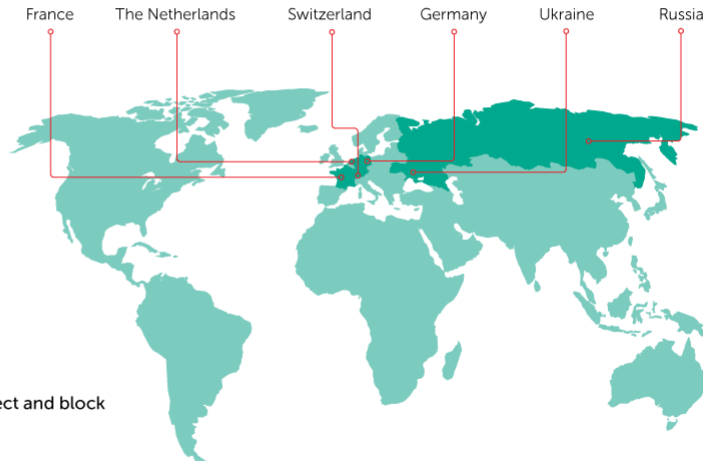 France The Netherlands Switzerland Germany Ukraine Russia
ect and block